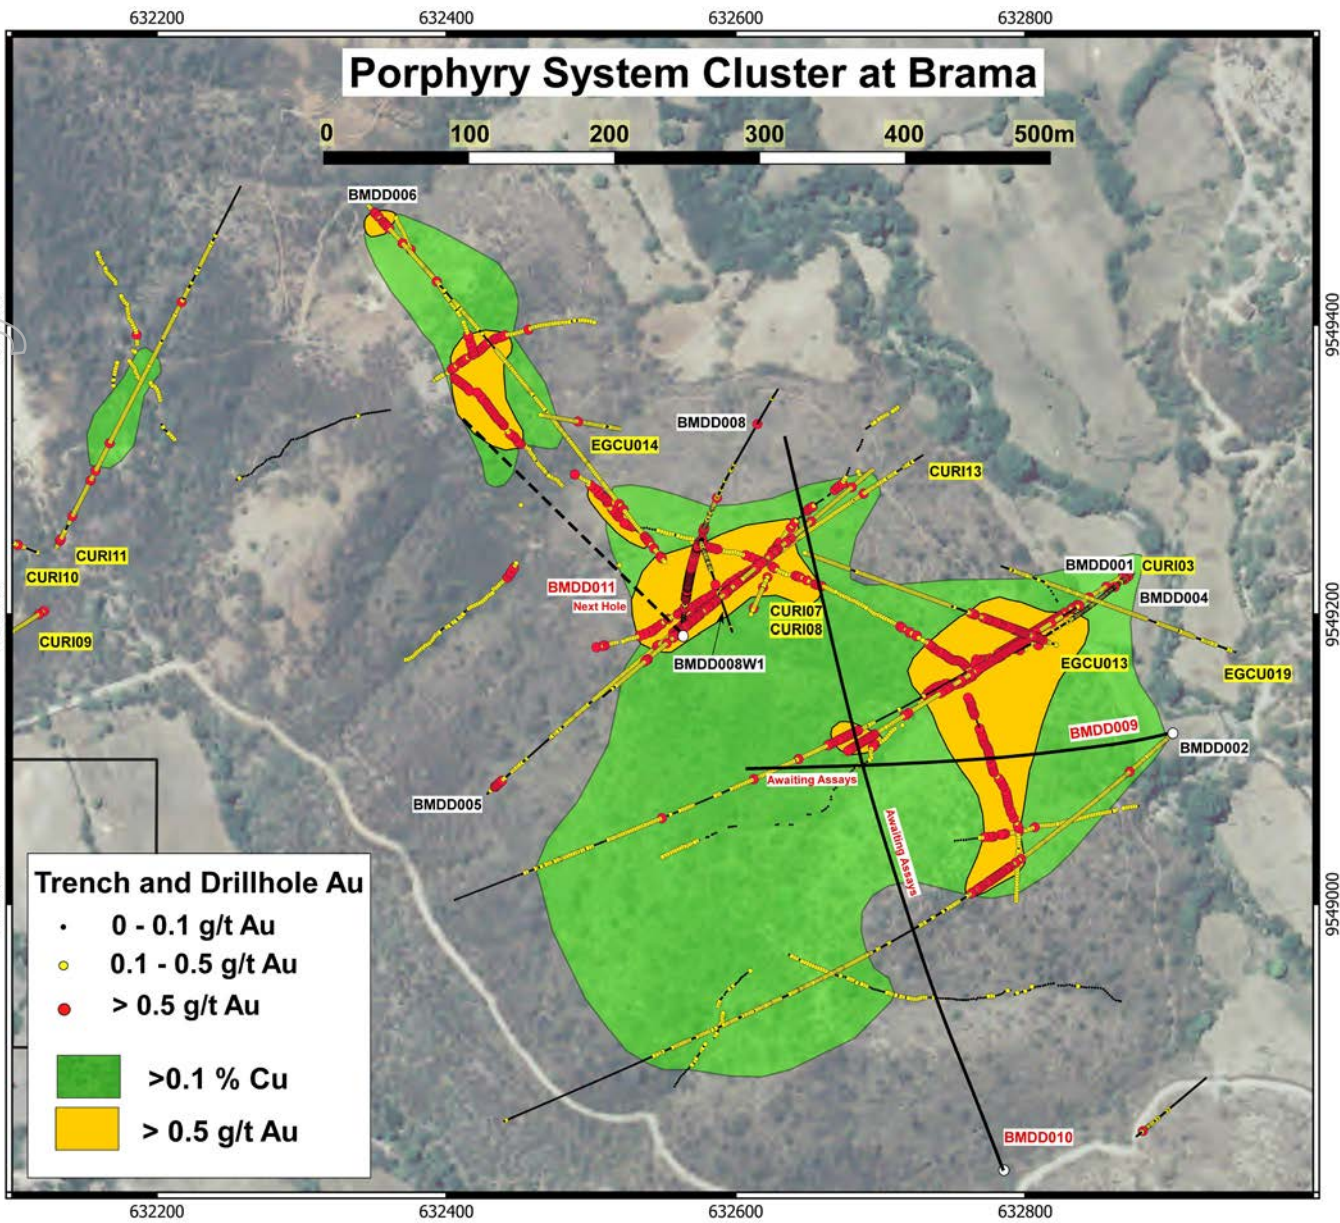 632200 632400 632600 632800
Porphyry System Cluster at Brama
0 100 200 300 400 500m
BMDD006
9549400
BMDD008
EGCU014
CURI13
CURI11
CURI10
BMDD001
CURI03
BMDD011
Next Hole
BMDD004
CURI07
CURI08
9549200
CURI09
BMDD008W1
EGCU013
EGCU019
BMDD009
BMDD002
Awaiting Assays
BMDD005
Awaiting Assays
Trench and Drillhole Au
0 - 0.1 g/t Au
0.1 - 0.5 g/t Au
> 0.5 g/t Au
>0.1 % Cu
> 0.5 g/t Au
9549000
BMDD010
632200 632400 632600 632800